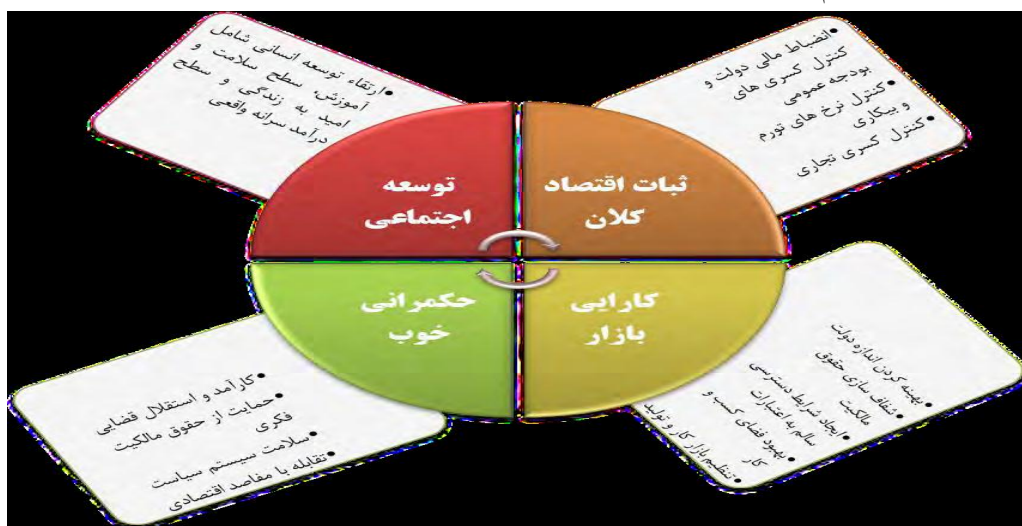 •انضباط مالی دولت و
کنترل کسری های
بودجه عمومی
•کنترل نرخ های تورم
و بیکاری
•کنترل کسری تجاری
•ارتقاء توسعه انسانی شامل
آموزش، سطح سلامت و
امید به زندگی و سطح
درآمد سرانه واقعی
ثبات اقتصاد
کلان
توسعه
اجتماعی
کارایی
بازار
حکمرانی
خوب
•بهینه کردن اندازه دولت
•شفاف سازی حقوق
مالکیت
•ایجاد شرایط دسترسی
سالم به اعتبارات
•بهبود فضای کسب و
کار
•تنظیم بازار کار و تولید
•کارآمد و استقلال قضایی
•حمایت از حقوق مالکیت
فکری
•سلامت سیستم سیاست
•تقابله با مفاصد اقتصادی